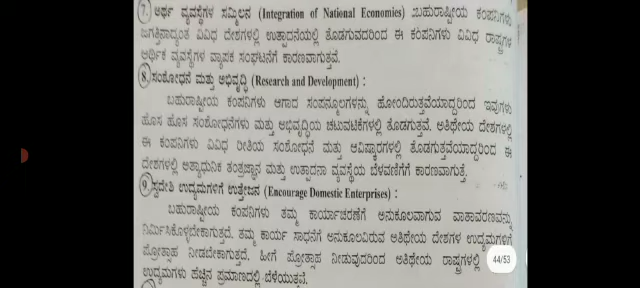 7. ಅರ್ಥ ವ್ಯವಸ್ಥೆಗಳ ಸಮ್ಮಿಲನ (Integration of National Economies) :ಬಹುರಾಷ್ಟ್ರೀಯ ಕಂಪನಿಗಳು
ಜಗತ್ತಿನಾದ್ಯಂತ ವಿವಿಧ ದೇಶಗಳಲ್ಲಿ ಉತ್ಪಾದನೆಯಲ್ಲಿ ತೊಡಗುವದರಿಂದ ಈ ಕಂಪನಿಗಳು ವಿವಿಧ ರಾಷ್ಟ್ರಗಳ
ಆರ್ಥಿಕ ವ್ಯವಸ್ಥೆಗಳ ವ್ಯಾಪಕ ಸಂಘಟನೆಗೆ ಕಾರಣವಾಗುತ್ತವೆ.
8. ಸಂಶೋಧನೆ ಮತ್ತು ಅಭಿವೃದ್ಧಿ (Research and Development) :
ಬಹುರಾಷ್ಟ್ರೀಯ ಕಂಪನಿಗಳು ಅಗಾದ ಸಂಪನ್ಮೂಲಗಳನ್ನು ಹೊಂದಿರುತ್ತವೆಯಾದ್ದರಿಂದ ಇವುಗಳು
ಹೊಸ ಹೊಸ ಸಂಶೋಧನೆಗಳು ಮತ್ತು ಅಭಿವೃದ್ಧಿಯ ಚಟುವಟಿಕೆಗಳಲ್ಲಿ ತೊಡಗುತ್ತವೆ. ಅತಿಥೇಯ ದೇಶಗಳಲ್ಲಿ
ಈ ಕಂಪನಿಗಳು ವಿವಿಧ ರೀತಿಯ ಸಂಶೋಧನೆ ಮತ್ತು ಆವಿಷ್ಕಾರಗಳಲ್ಲಿ ತೊಡಗುತ್ತವೆಯಾದ್ದರಿಂದ ಈ
ದೇಶಗಳಲ್ಲಿ ಅತ್ಯಾಧುನಿಕ ತಂತ್ರಜ್ಞಾನ ಮತ್ತು ಉತ್ಪಾದನಾ ವ್ಯವಸ್ಥೆಯ ಬೆಳವಣಿಗೆಗೆ ಕಾರಣವಾಗುತ್ತೆ.
9. ಸ್ವದೇಶಿ ಉದ್ಯಮಗಳಿಗೆ ಉತ್ತೇಜನ (Encourage Domestic Enterprises) :
ಬಹುರಾಷ್ಟ್ರೀಯ ಕಂಪನಿಗಳು ತಮ್ಮ ಕಾರ್ಯಾಚರಣೆಗೆ ಅನುಕೂಲವಾಗುವ ವಾತಾವರಣವನ್ನು
ನಿರ್ಮಿಸಿಕೊಳ್ಳಬೇಕಾಗುತ್ತದೆ. ತಮ್ಮ ಕಾರ್ಯ ಸಾಧನೆಗೆ ಅನುಕೂಲವಿರುವ ಅತಿಥೇಯ ದೇಶಗಳ ಉದ್ಯಮಗಳಿಗೆ
ಪ್ರೋತ್ಸಾಹ ನೀಡಬೇಕಾಗುತ್ತದೆ. ಹೀಗೆ ಪ್ರೋತ್ಸಾಹ ನೀಡುವುದರಿಂದ ಅತಿಥೇಯ ರಾಷ್ಟ್ರಗಳಲ್ಲಿ
ಉದ್ಯಮಗಳು ಹೆಚ್ಚಿನ ಪ್ರಮಾಣದಲ್ಲಿ ಬೆಳೆಯುತ್ತವೆ.
44/53